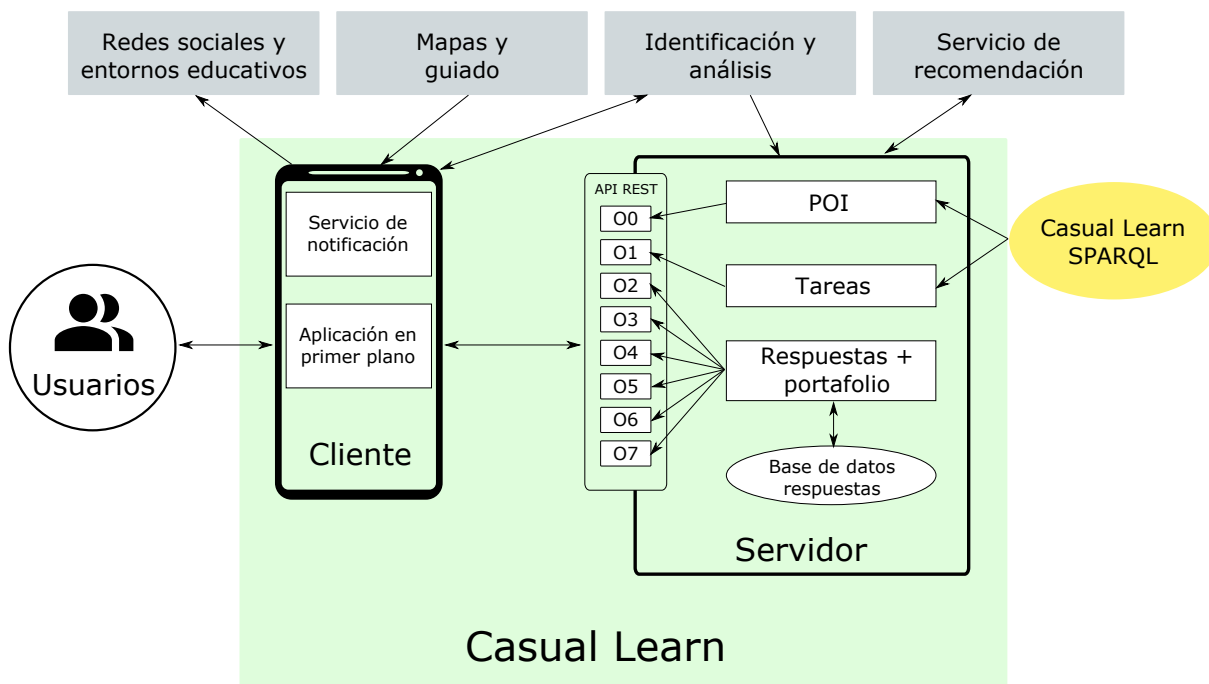 Redes sociales y
entornos educativos
Mapas y
guiado
Identificación y
análisis
Servicio de
recomendación
Servicio de
notificación
Aplicación en
primer plano
Cliente
Usuarios
API REST
O0
O1
O2
O3
O4
O5
O6
O7
POI
Tareas
Respuestas +
portafolio
Base de datos
respuestas
Servidor
Casual Learn
SPARQL
Casual Learn